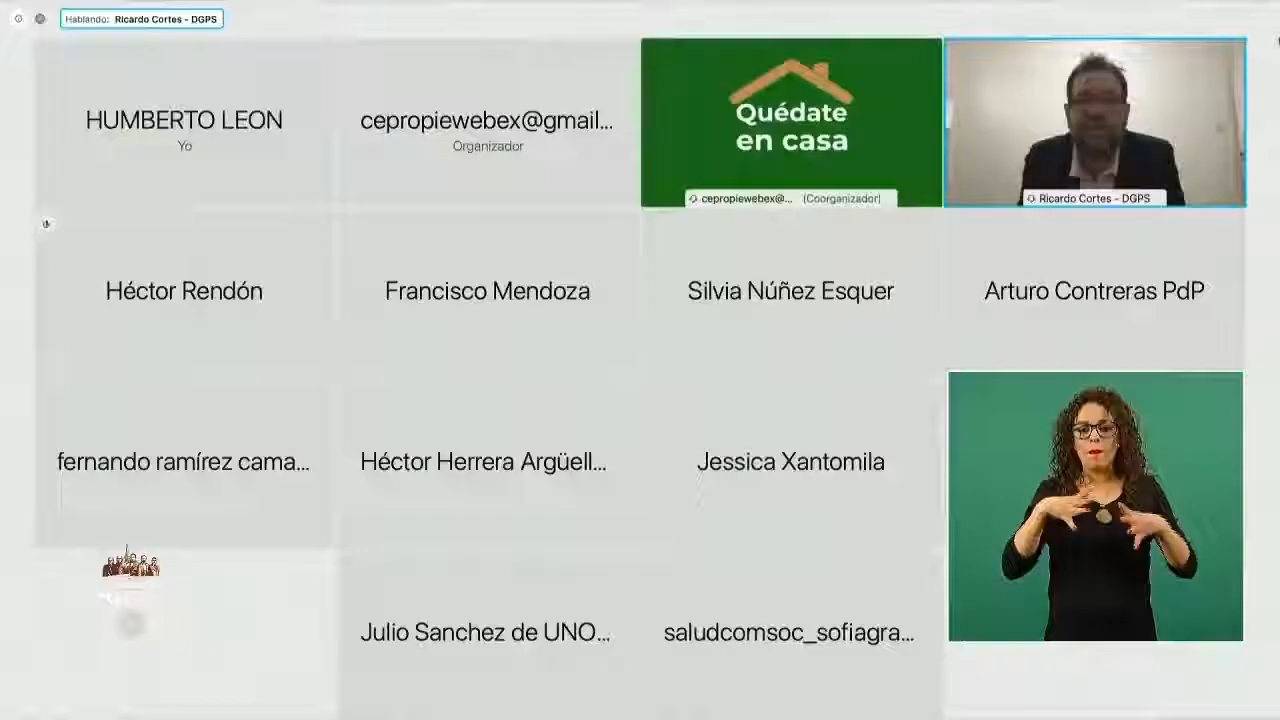 Hablando: Ricardo Cortes - DGPS
HUMBERTO LEON
Yo
cepropiewebex@gmail...
Organizador
Quédate
en casa
cepropiewebex@... (Coorganizador)
Ricardo Cortes - DGPS
Héctor Rendón
Francisco Mendoza
Silvia Núñez Esquer
Arturo Contreras PdP
fernando ramírez cama...
Héctor Herrera Argüell...
Jessica Xantomila
Julio Sanchez de UNO...
saludcomsoc_sofiagra...